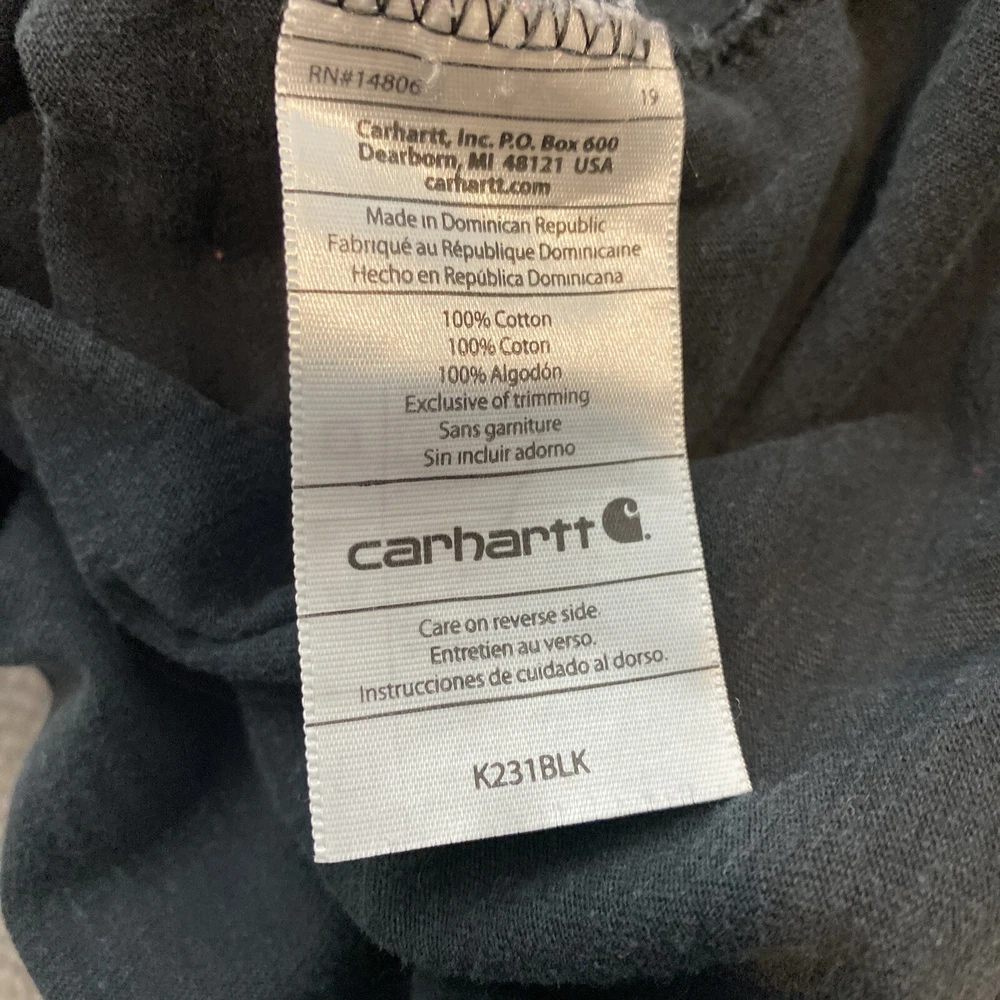 RN#14806
19
Carhartt, Inc. P.O. Box 600
Dearborn, MI 48121 USA
carhartt.com
Made in Dominican Republic
Fabriqué au République Dominicaine
Hecho en República Dominicana
100% Cotton
100% Coton
100% Algodón
Exclusive of trimming
Sans garniture
Sin incluir adorno
carhartt
Care on reverse side
Entretien au verso.
Instrucciones de cuidado al dorso.
K231BLK